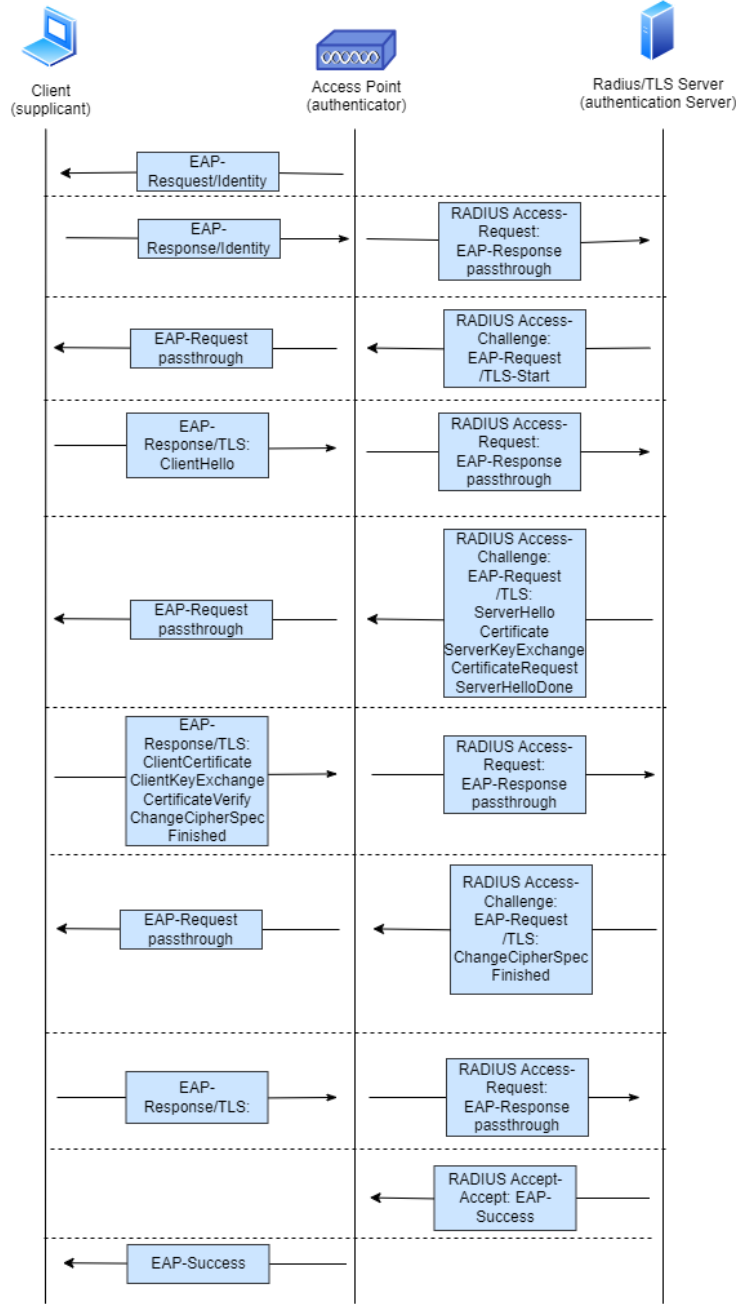 Client
(supplicant)
Access Point
(authenticator)
Radius/TLS Server
(authentication Server)
EAP-
Resquest/Identity
EAP-
Response/Identity
RADIUS Access-
Request:
EAP-Response
passthrough
EAP-Request
passthrough
RADIUS Access-
Challenge:
EAP-Request
/TLS-Start
EAP-
Response/TLS:
ClientHello
RADIUS Access-
Request:
EAP-Response
passthrough
EAP-Request
passthrough
RADIUS Access-
Challenge:
EAP-Request
/TLS:
ServerHello
Certificate
ServerKeyExchange
CertificateRequest
ServerHelloDone
EAP-
Response/TLS:
ClientCertificate
ClientKeyExchange
CertificateVerify
ChangeCipherSpec
Finished
RADIUS Access-
Request:
EAP-Response
passthrough
EAP-Request
passthrough
RADIUS Access-
Challenge:
EAP-Request
/TLS:
ChangeCipherSpec
Finished
EAP-
Response/TLS:
RADIUS Access-
Request:
EAP-Response
passthrough
RADIUS Accept-
Accept: EAP-
Success
EAP-Success